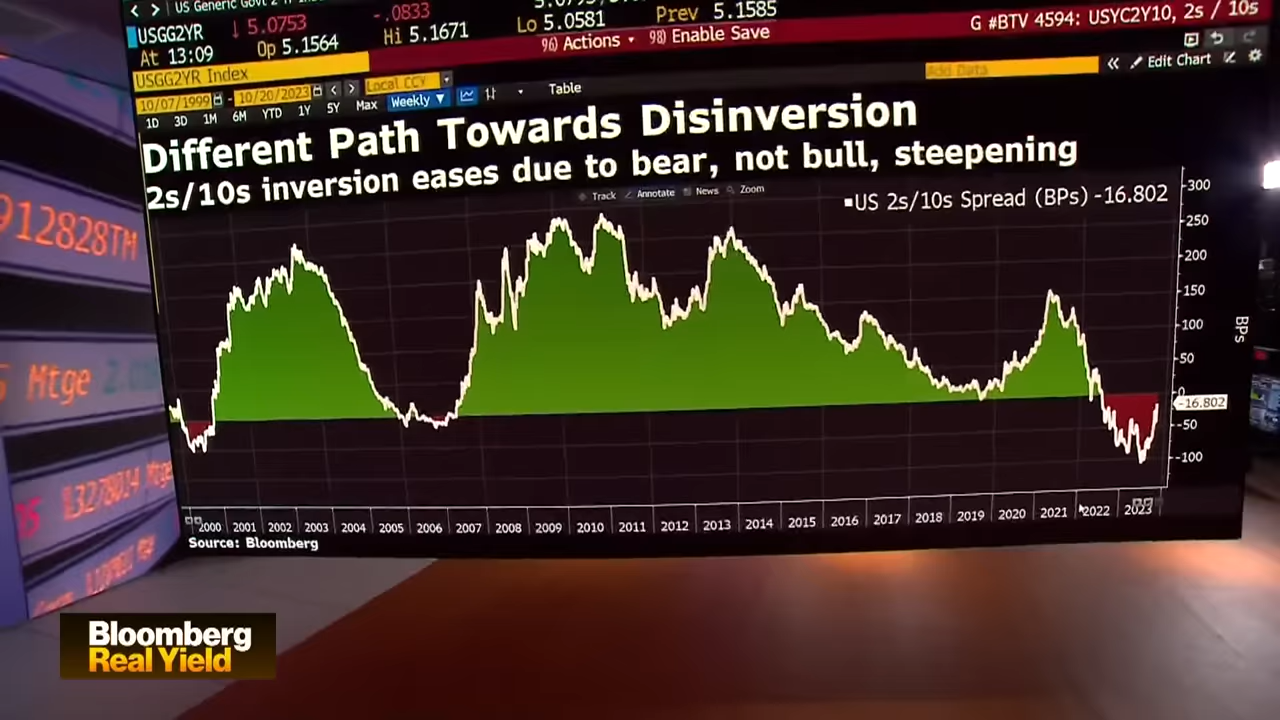 US Generic Govt 2
USGG2YR ↓ 5.0753 -.0833
Lo 5.0581 Prev 5.1585
At 13:09 Op 5.1564 Hi 5.1671
G #BTV 4594: USYC2Y10, 2s / 10s
96) Actions 98) Enable Save
USGG2YR Index
Local CCY
Add Data
« Edit Chart
10/07/1999 - 10/20/2023
1D 3D 1M 6M YTD 1Y 5Y Max Weekly ▼ Table
Different Path Towards Disinversion
2s/10s inversion eases due to bear, not bull, steepening
Track Annotate News Zoom
US 2s/10s Spread (BPs) -16.802
300
250
200
150
100
50
0
-16.802
-50
-100
BPs
2000 2001 2002 2003 2004 2005 2006 2007 2008 2009 2010 2011 2012 2013 2014 2015 2016 2017 2018 2019 2020 2021 2022 2023
Source: Bloomberg
912828TM
Mtge
13278014 Mtge
Bloomberg
Real Yield